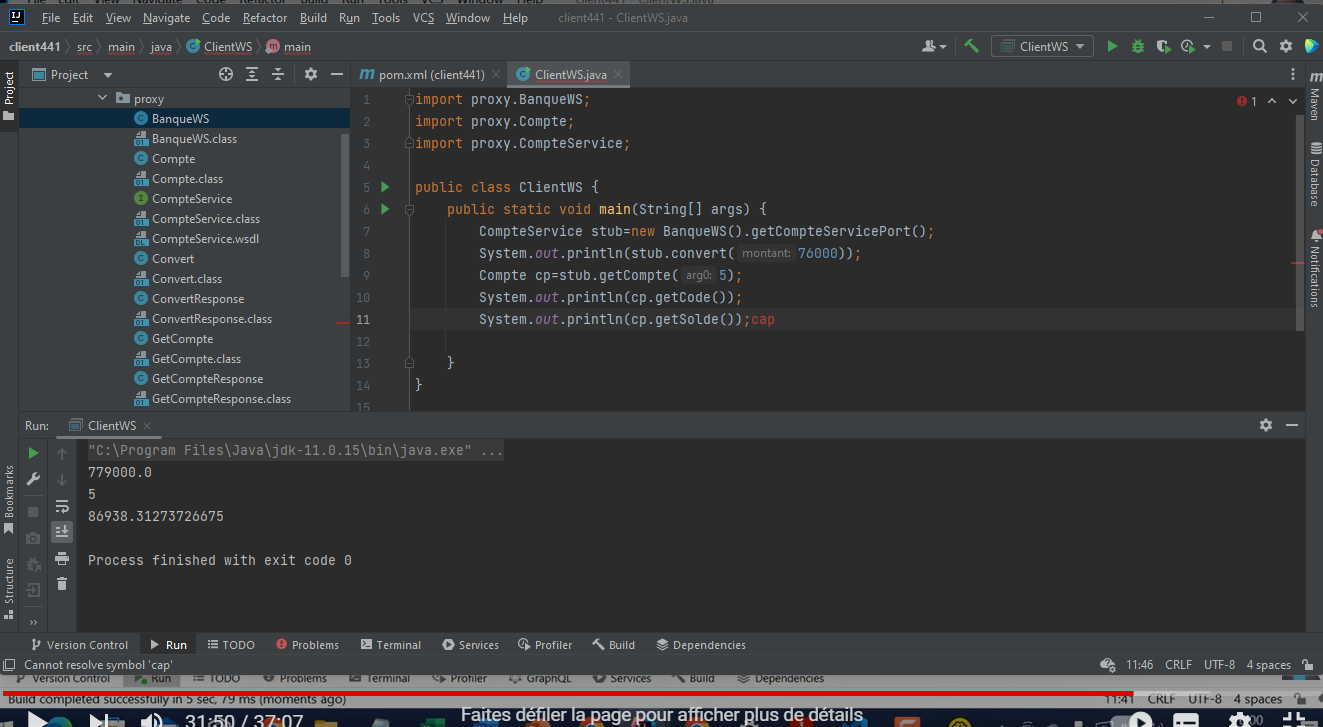 File Edit View Navigate Code Refactor Build Run Tools VCS Window Help client441 - ClientWS.java
client441 src main java ClientWS main ClientWS
Project pom.xml (client441) ClientWS.java
Project
Maven
Database
Notifications
Bookmarks
Structure
proxy
BanqueWS
BanqueWS.class
Compte
Compte.class
CompteService
CompteService.class
CompteService.wsdl
Convert
Convert.class
ConvertResponse
ConvertResponse.class
GetCompte
GetCompte.class
GetCompteResponse
GetCompteResponse.class
1 import proxy.BanqueWS; 1
2 import proxy.Compte;
3 import proxy.CompteService;
4
5 public class ClientWS {
6 public static void main(String[] args) {
7 CompteService stub=new BanqueWS().getCompteServicePort();
8 System.out.println(stub.convert( montant: 76000));
9 Compte cp=stub.getCompte( arg0: 5);
10 System.out.println(cp.getCode());
11 System.out.println(cp.getSolde());cap
12
13 }
14 }
15
Run: ClientWS
"C:\Program Files\Java\jdk-11.0.15\bin\java.exe" ...
779000.0
5
86938.31273726675
Process finished with exit code 0
Version Control Run TODO Problems Terminal Services Profiler Build Dependencies
Cannot resolve symbol 'cap' 11:46 CRLF UTF-8 4 spaces
Version Control Run TODO Problems Terminal Profiler GraphQL Services Build Dependencies
Build completed successfully in 5 sec, 79 ms (moments ago) 11:41 CRLF UTF-8 4 spaces
31:50 / 37:07 Faites défiler la page pour afficher plus de détails